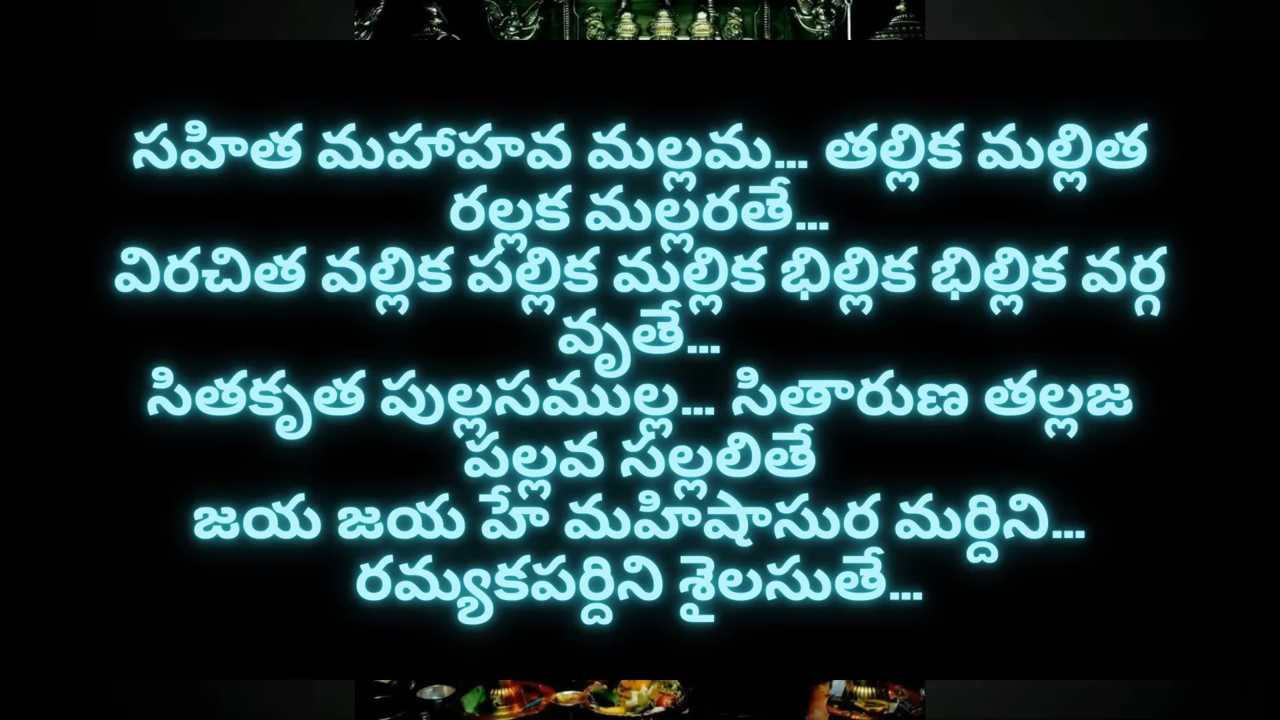 సహిత మహాహవ మల్లమ... తల్లిక మల్లిత
రల్లక మల్లరతే...
విరచిత వల్లిక పల్లిక మల్లిక భిల్లిక భిల్లిక వర్గ
వృతే...
సితకృత పుల్లసముల్ల... సితారుణ తల్లజ
పల్లవ సల్లలితే
జయ జయ హే మహిషాసుర మర్దిని...
రమ్యకపర్దిని శైలసుతే...